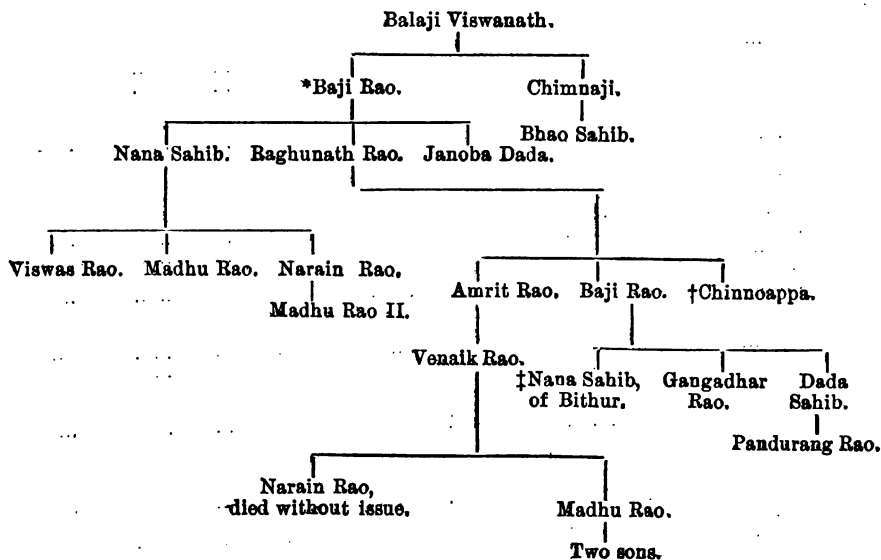 Balaji Viswanath.
*Baji Rao. Chimnaji.
Bhao Sahib.
Nana Sahib. Raghunath Rao. Janoba Dada.
Viswas Rao. Madhu Rao. Narain Rao.
Madhu Rao II.
Amrit Rao. Baji Rao. †Chinnoappa.
Venaik Rao.
‡Nana Sahib, Gangadhar Dada
of Bithur. Rao. Sahib.
Pandurang Rao.
Narain Rao,
died without issue.
Madhu Rao.
Two sons.